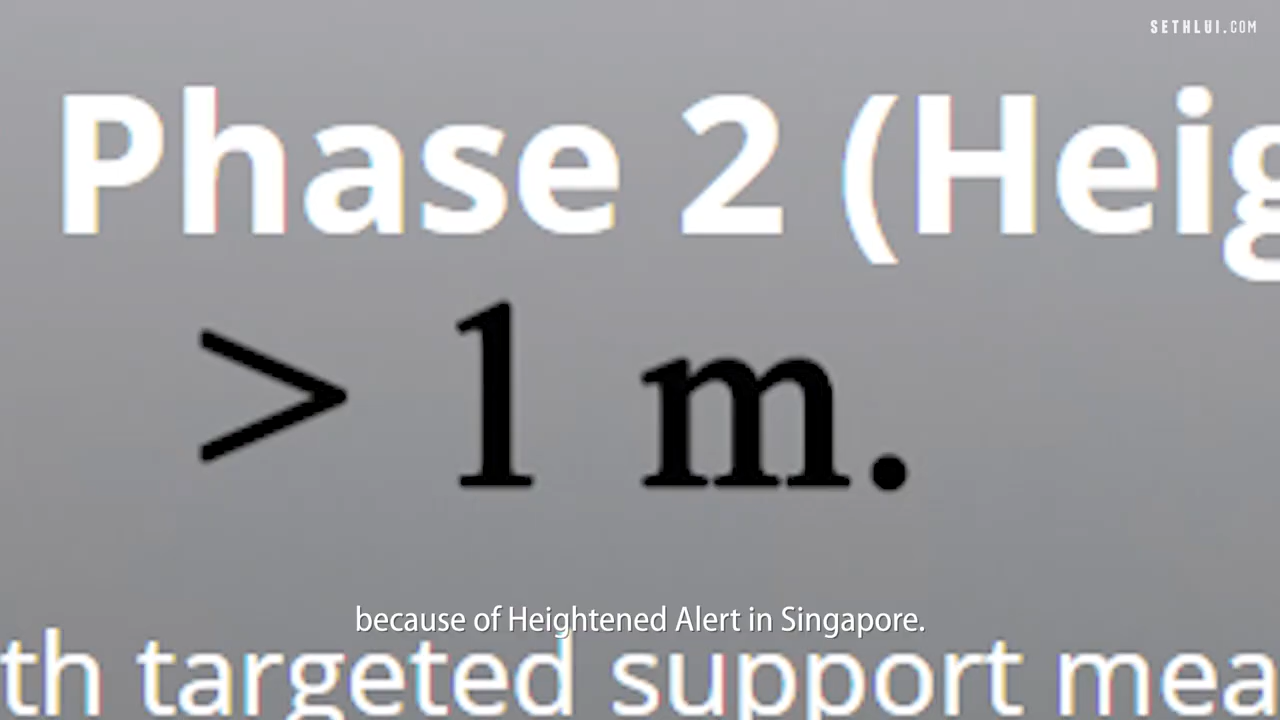 SETHLUI.COM
Phase 2 (Heig
> 1 m.
because of Heightened Alert in Singapore.
th targeted support mea